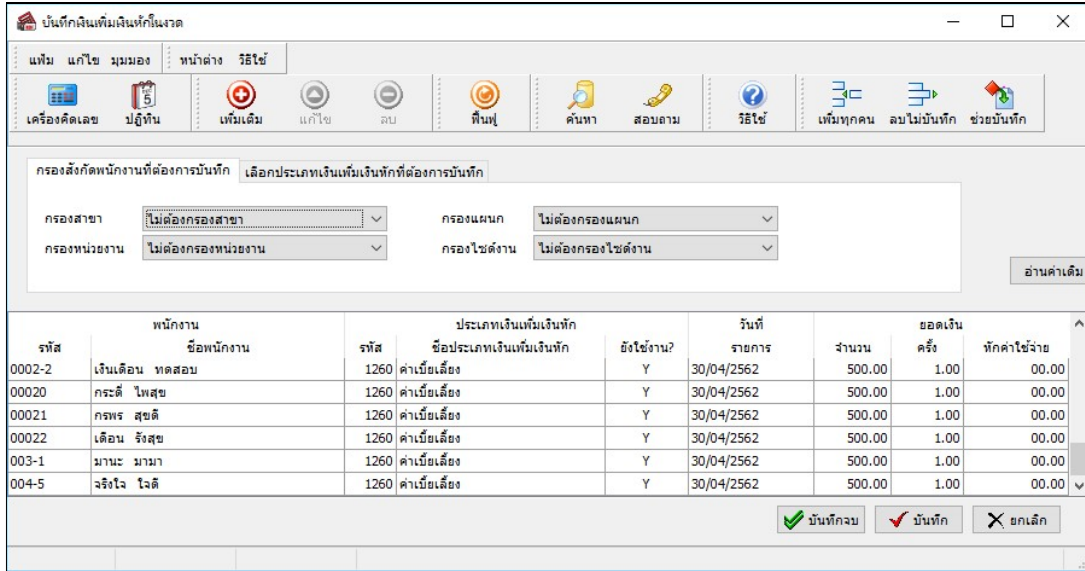 บันทึกเงินเพิ่มเงินหักในงวด
แฟ้ม แก้ไข มุมมอง หน้าต่าง วิธีใช้
5
เครื่องคิดเลข ปฏิทิน เพิ่มเติม แก้ไข ลบ ฟื้นฟู ค้นหา สอบถาม วิธีใช้ เพิ่มทุกคน ลบไม่บันทึก ช่วยบันทึก
กรองสังกัดพนักงานที่ต้องการบันทึก เลือกประเภทเงินเพิ่มเงินหักที่ต้องการบันทึก
กรองสาขา ไม่ต้องกรองสาขา กรองแผนก ไม่ต้องกรองแผนก
กรองหน่วยงาน ไม่ต้องกรองหน่วยงาน กรองไซด์งาน ไม่ต้องกรองไซด์งาน
อ่านค่าเดิม
พนักงาน ประเภทเงินเพิ่มเงินหัก วันที่ ยอดเงิน
รหัส ชื่อพนักงาน รหัส ชื่อประเภทเงินเพิ่มเงินหัก ยังใช้งาน? รายการ จำนวน ครั้ง หักค่าใช้จ่าย
0002-2 เงินเดือน ทดสอบ 1260 ค่าเบี้ยเลี้ยง Y 30/04/2562 500.00 1.00 00.00
00020 กระดี่ ไพสุข 1260 ค่าเบี้ยเลี้ยง Y 30/04/2562 500.00 1.00 00.00
00021 กรพร สุขดี 1260 ค่าเบี้ยเลี้ยง Y 30/04/2562 500.00 1.00 00.00
00022 เดือน รังสุข 1260 ค่าเบี้ยเลี้ยง Y 30/04/2562 500.00 1.00 00.00
003-1 มานะ มามา 1260 ค่าเบี้ยเลี้ยง Y 30/04/2562 500.00 1.00 00.00
004-5 จริงใจ ใจดี 1260 ค่าเบี้ยเลี้ยง Y 30/04/2562 500.00 1.00 00.00
บันทึกจบ บันทึก ยกเลิก